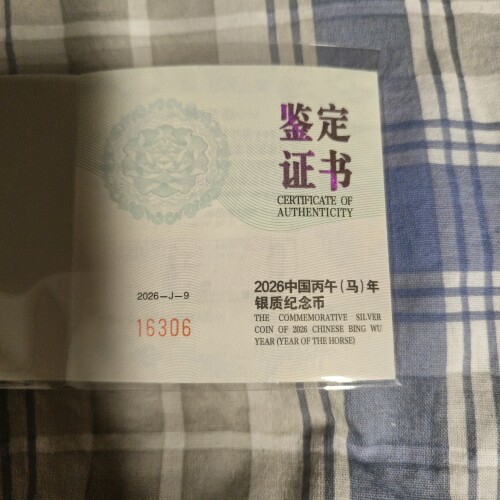 鉴定
证书
CERTIFICATE OF
AUTHENTICITY
2026-J-9
16306
2026中国丙午(马)年
银质纪念币
THE COMMEMORATIVE SILVER
COIN OF 2026 CHINESE BING WU
YEAR (YEAR OF THE HORSE)